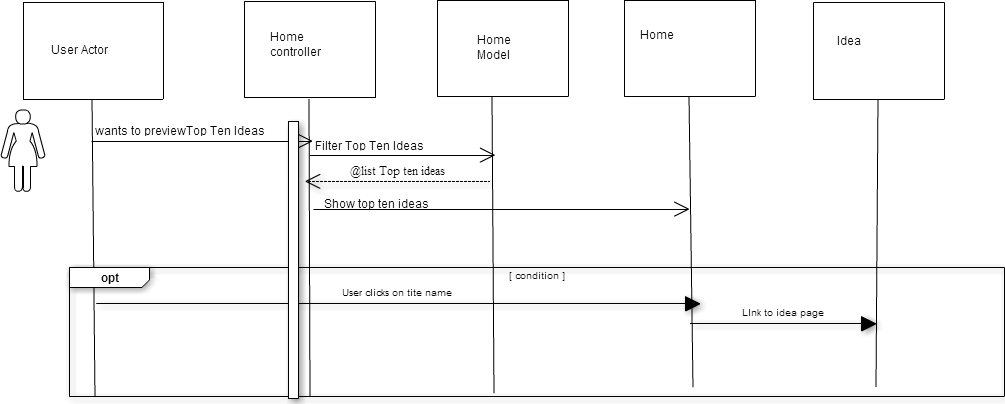 User Actor
Home
controller
Home
Model
Home
Idea
wants to previewTop Ten Ideas
Filter Top Ten Ideas
@list Top ten ideas
Show top ten ideas
opt
[ condition ]
User clicks on tite name
LInk to idea page